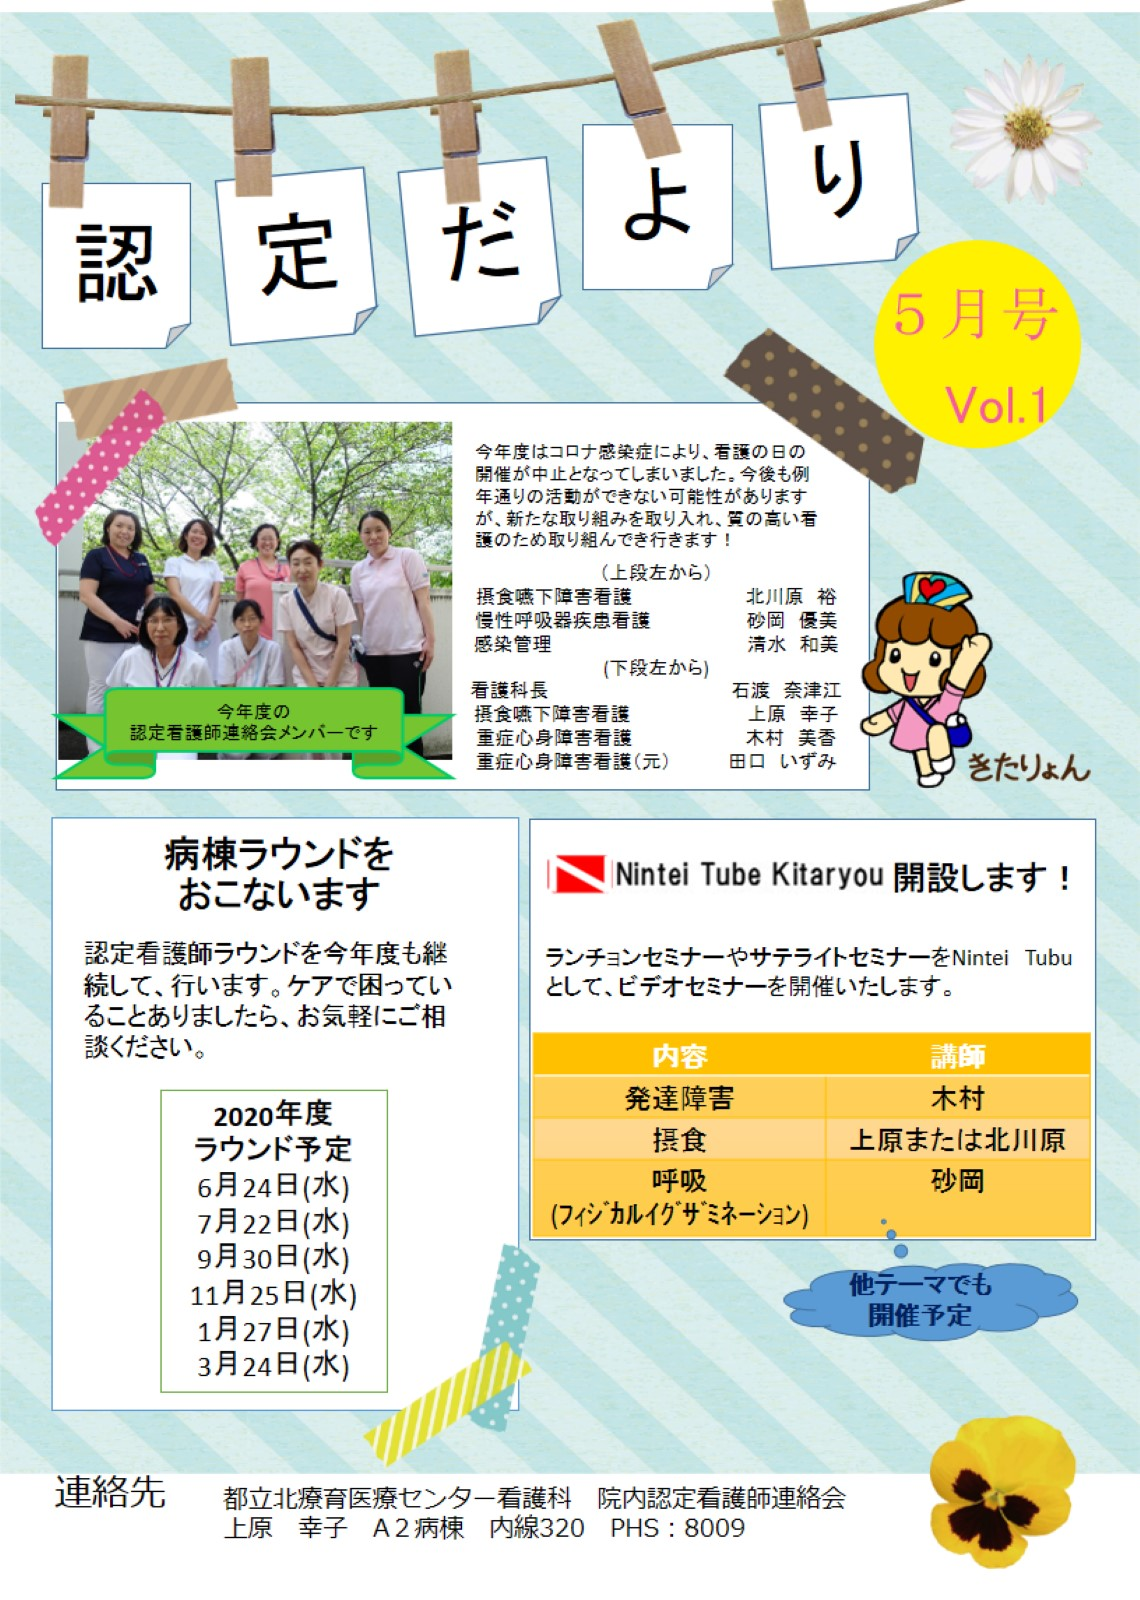 認定だより
５月号
Vol.1
今年度はコロナ感染症により、看護の日の
開催が中止となってしまいました。今後も例
年通りの活動ができない可能性があります
が、新たな取り組みを取り入れ、質の高い看
護のため取り組んでき行きます！
（上段左から）
摂食嚥下障害看護　北川原　裕
慢性呼吸器疾患看護　砂岡　優美
感染管理　清水　和美
(下段左から)
看護科長　石渡　奈津江
摂食嚥下障害看護　上原　幸子
重症心身障害看護　木村　美香
重症心身障害看護（元）　田口　いずみ
今年度の
認定看護師連絡会メンバーです
きたりょん
病棟ラウンドを
おこないます
認定看護師ラウンドを今年度も継
続して、行います。ケアで困ってい
ることありましたら、お気軽にご相
談ください。
2020年度
ラウンド予定
6月24日(水)
7月22日(水)
9月30日(水)
11月25日(水)
1月27日(水)
3月24日(水)
Nintei Tube Kitaryou 開設します！
ランチョンセミナーやサテライトセミナーをNintei　Tubu
として、ビデオセミナーを開催いたします。
内容　講師
発達障害　木村
摂食　上原または北川原
呼吸　砂岡
(ﾌｨｼﾞｶﾙｲｸﾞｻﾞﾐﾈｰｼｮﾝ)
他テーマでも
開催予定
連絡先
都立北療育医療センター看護科　院内認定看護師連絡会
上原　幸子　A２病棟　内線320　PHS：8009